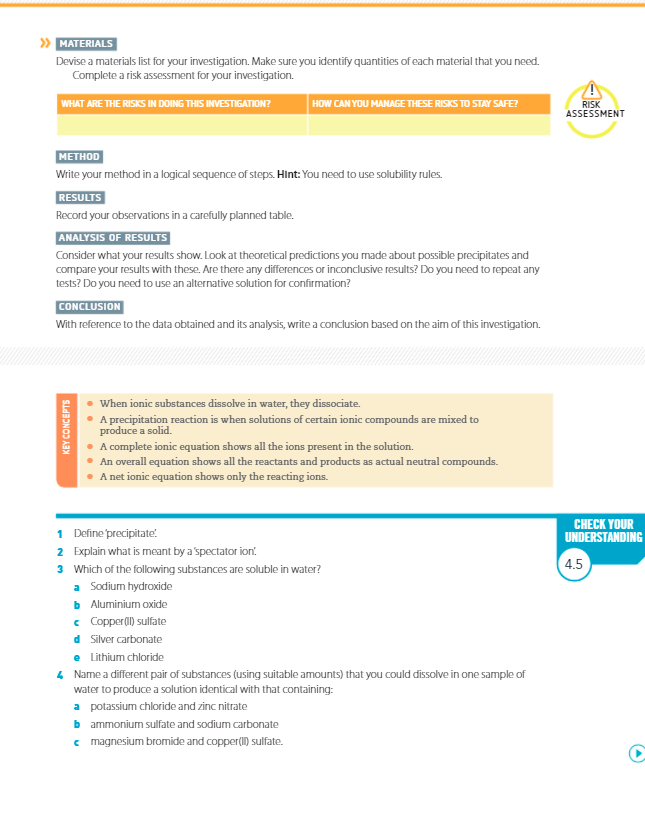 MATERIALS
Devise a materials list for your investigation. Make sure you identify quantities of each material that you need.
Complete a risk assessment for your investigation.
WHAT ARE THE RISKS IN DOING THIS INVESTIGATION?
HOW CAN YOU MANAGE THESE RISKS TO STAY SAFE?
!
RISK
ASSESSMENT
METHOD
Write your method in a logical sequence of steps. Hint: You need to use solubility rules.
RESULTS
Record your observations in a carefully planned table.
ANALYSIS OF RESULTS
Consider what your results show. Look at theoretical predictions you made about possible precipitates and
compare your results with these. Are there any differences or inconclusive results? Do you need to repeat any
tests? Do you need to use an alternative solution for confirmation?
CONCLUSION
With reference to the data obtained and its analysis, write a conclusion based on the aim of this investigation.
KEY CONCEPTS
• When ionic substances dissolve in water, they dissociate.
• A precipitation reaction is when solutions of certain ionic compounds are mixed to
produce a solid.
• A complete ionic equation shows all the ions present in the solution.
• An overall equation shows all the reactants and products as actual neutral compounds.
• A net ionic equation shows only the reacting ions.
CHECK YOUR
UNDERSTANDING
4.5
1 Define 'precipitate'.
2 Explain what is meant by a 'spectator ion'.
3 Which of the following substances are soluble in water?
a Sodium hydroxide
b Aluminium oxide
c Copper(II) sulfate
d Silver carbonate
e Lithium chloride
4 Name a different pair of substances (using suitable amounts) that you could dissolve in one sample of
water to produce a solution identical with that containing:
a potassium chloride and zinc nitrate
b ammonium sulfate and sodium carbonate
c magnesium bromide and copper(II) sulfate.